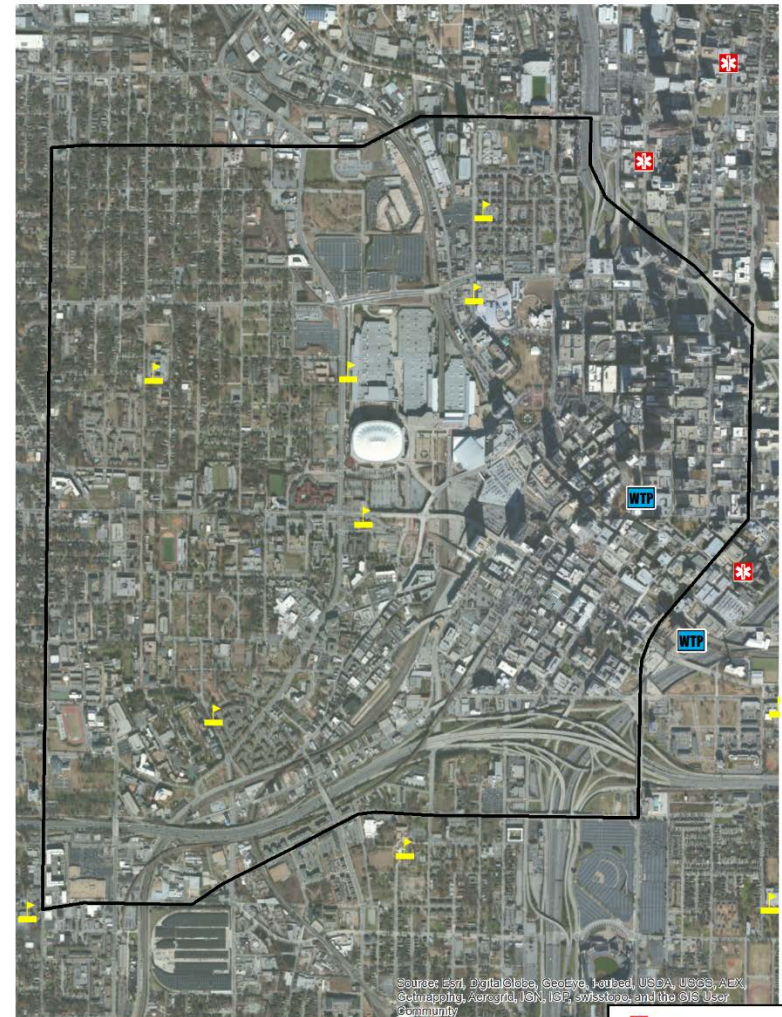 WTP
WTP
Source: Esri, DigitalGlobe, GeoEye, i-cubed, USDA, USGS, AEX,
Getmapping, Aerogrid, IGN, IGP, swisstopo, and the GIS User
Community